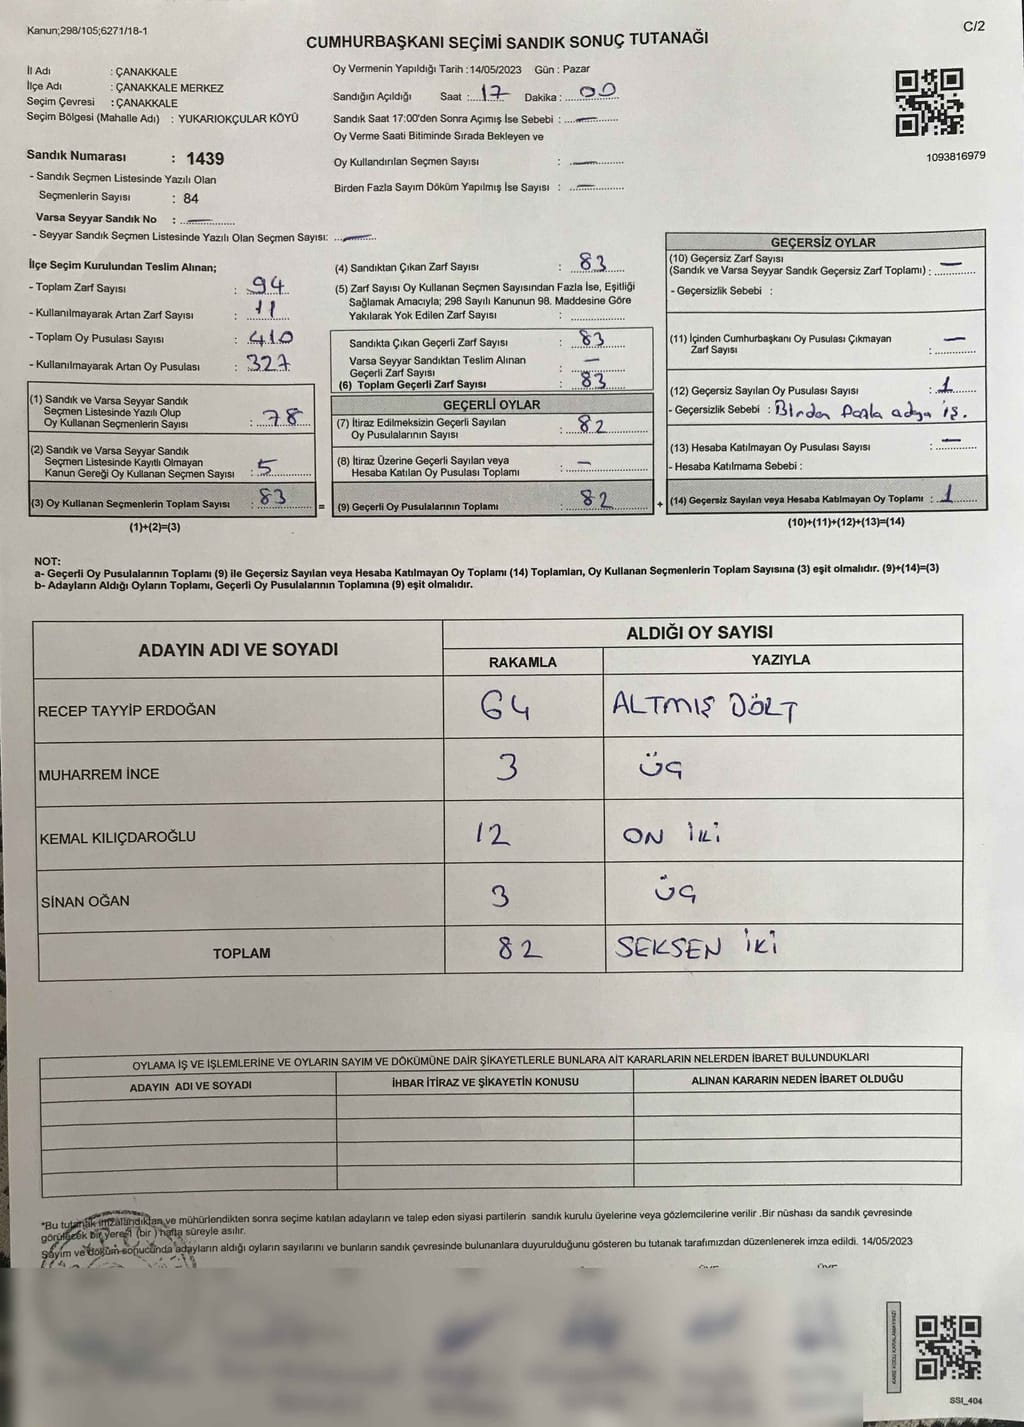 Kanun;298/105;6271/18-1
C/2
CUMHURBAŞKANI SEÇİMİ SANDIK SONUÇ TUTANAĞI
İl Adı : ÇANAKKALE
İlçe Adı : ÇANAKKALE MERKEZ
Seçim Çevresi : ÇANAKKALE
Seçim Bölgesi (Mahalle Adı) : YUKARIOKÇULAR KÖYÜ
Sandık Numarası : 1439
- Sandık Seçmen Listesinde Yazılı Olan
Seçmenlerin Sayısı : 84
Varsa Seyyar Sandık No : —
- Seyyar Sandık Seçmen Listesinde Yazılı Olan Seçmen Sayısı: —
Oy Vermenin Yapıldığı Tarih :14/05/2023 Gün : Pazar
Sandığın Açıldığı Saat : 17 Dakika : 00
Sandık Saat 17:00'den Sonra Açımış İse Sebebi : —
Oy Verme Saati Bitiminde Sırada Bekleyen ve
Oy Kullandırılan Seçmen Sayısı : —
Birden Fazla Sayım Döküm Yapılmış İse Sayısı : —
1093816979
İlçe Seçim Kurulundan Teslim Alınan;
- Toplam Zarf Sayısı : 94
- Kullanılmayarak Artan Zarf Sayısı : 11
- Toplam Oy Pusulası Sayısı : 410
- Kullanılmayarak Artan Oy Pusulası : 327
(1) Sandık ve Varsa Seyyar Sandık
Seçmen Listesinde Yazılı Olup
Oy Kullanan Seçmenlerin Sayısı : 78
(2) Sandık ve Varsa Seyyar Sandık
Seçmen Listesinde Kayıtlı Olmayan
Kanun Gereği Oy Kullanan Seçmen Sayısı : 5
(3) Oy Kullanan Seçmenlerin Toplam Sayısı : 83
(1)+(2)=(3)
(4) Sandıktan Çıkan Zarf Sayısı : 83
(5) Zarf Sayısı Oy Kullanan Seçmen Sayısından Fazla İse, Eşitliği
Sağlamak Amacıyla; 298 Sayılı Kanunun 98. Maddesine Göre
Yakılarak Yok Edilen Zarf Sayısı :
Sandıkta Çıkan Geçerli Zarf Sayısı : 83
Varsa Seyyar Sandıktan Teslim Alınan
Geçerli Zarf Sayısı : —
(6) Toplam Geçerli Zarf Sayısı : 83
GEÇERLİ OYLAR
(7) İtiraz Edilmeksizin Geçerli Sayılan
Oy Pusulalarının Sayısı : 82
(8) İtiraz Üzerine Geçerli Sayılan veya
Hesaba Katılan Oy Pusulası Toplamı : —
= (9) Geçerli Oy Pusulalarının Toplamı : 82
GEÇERSİZ OYLAR
(10) Geçersiz Zarf Sayısı
(Sandık ve Varsa Seyyar Sandık Geçersiz Zarf Toplamı) : —
- Geçersizlik Sebebi :
(11) İçinden Cumhurbaşkanı Oy Pusulası Çıkmayan
Zarf Sayısı : —
(12) Geçersiz Sayılan Oy Pusulası Sayısı : 1
- Geçersizlik Sebebi : Birden fazla adaya iş.
(13) Hesaba Katılmayan Oy Pusulası Sayısı : —
- Hesaba Katılmama Sebebi :
+ (14) Geçersiz Sayılan veya Hesaba Katılmayan Oy Toplamı : 1
(10)+(11)+(12)+(13)=(14)
NOT:
a- Geçerli Oy Pusulalarının Toplamı (9) ile Geçersiz Sayılan veya Hesaba Katılmayan Oy Toplamı (14) Toplamları, Oy Kullanan Seçmenlerin Toplam Sayısına (3) eşit olmalıdır. (9)+(14)=(3)
b- Adayların Aldığı Oyların Toplamı, Geçerli Oy Pusulalarının Toplamına (9) eşit olmalıdır.
ADAYIN ADI VE SOYADI
ALDIĞI OY SAYISI
RAKAMLA YAZIYLA
RECEP TAYYİP ERDOĞAN 64 ALTMIŞ DÖRT
MUHARREM İNCE 3 ÜÇ
KEMAL KILIÇDAROĞLU 12 ON İKİ
SİNAN OĞAN 3 ÜÇ
TOPLAM 82 SEKSEN İKİ
OYLAMA İŞ VE İŞLEMLERİNE VE OYLARIN SAYIM VE DÖKÜMÜNE DAİR ŞİKAYETLERLE BUNLARA AİT KARARLARIN NELERDEN İBARET BULUNDUKLARI
ADAYIN ADI VE SOYADI İHBAR İTİRAZ VE ŞİKAYETİN KONUSU ALINAN KARARIN NEDEN İBARET OLDUĞU
*Bu tutanak imzalandıktan ve mühürlendikten sonra seçime katılan adayların ve talep eden siyasi partilerin sandık kurulu üyelerine veya gözlemcilerine verilir .Bir nüshası da sandık çevresinde
görülecek bir yere 1 (bir ) hafta süreyle asılır.
Sayım ve döküm sonucunda adayların aldığı oyların sayılarını ve bunların sandık çevresinde bulunanlara duyurulduğunu gösteren bu tutanak tarafımızdan düzenlenerek imza edildi. 14/05/2023
SSI_404